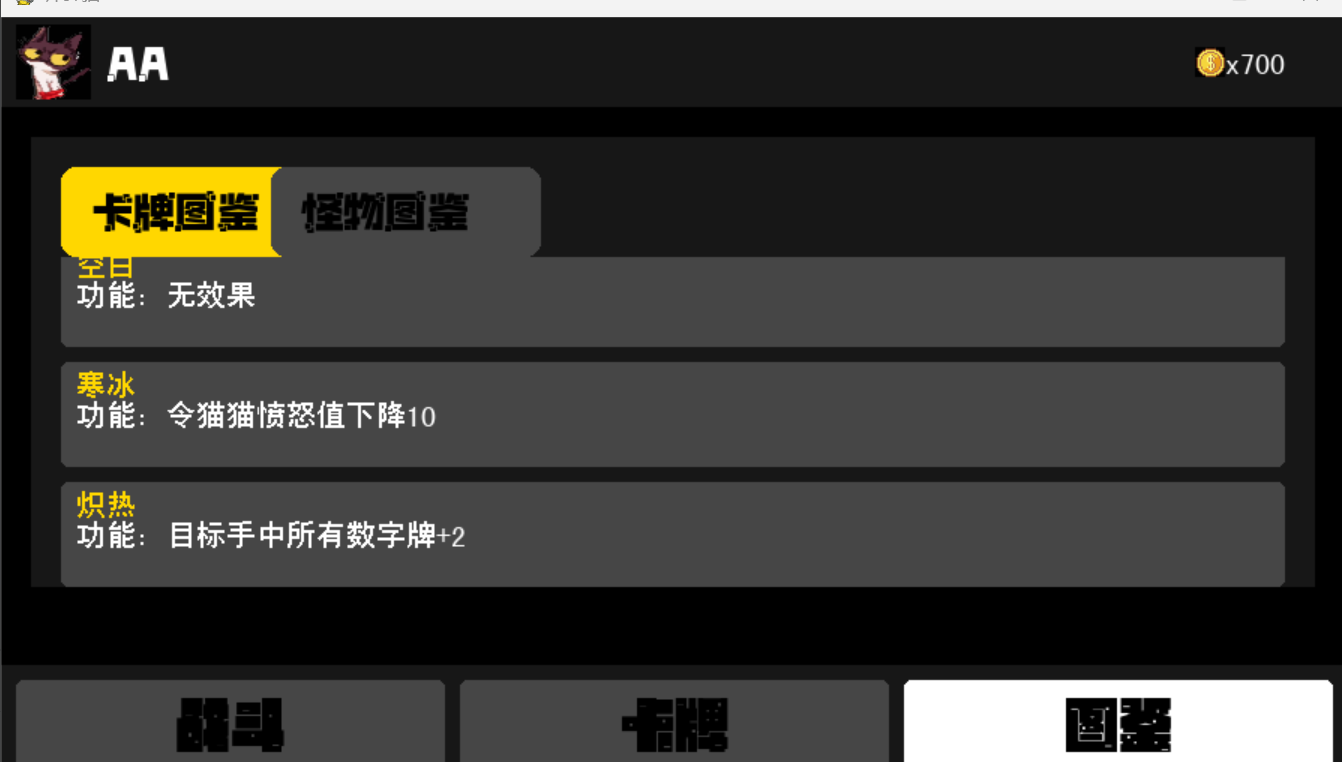 AA
x700
卡牌图鉴
怪物图鉴
空白
功能：无效果
寒冰
功能：令猫猫愤怒值下降10
炽热
功能：目标手中所有数字牌+2
战斗
卡牌
图鉴